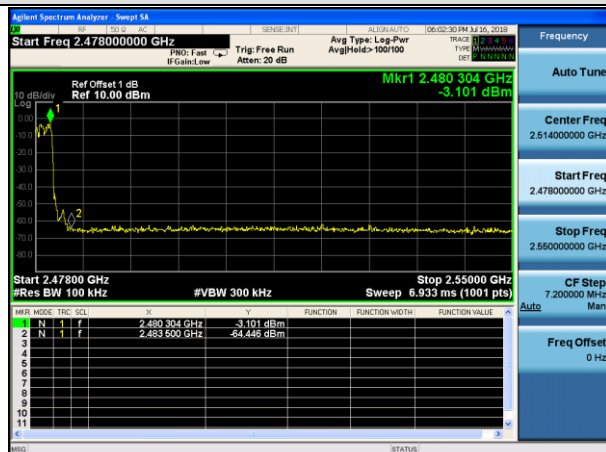 Agilent Spectrum Analyzer - Swept SA
RF 50 Ω AC SENSE:INT ALIGNAUTO 06:02:30 PM Jul 16, 2018
Start Freq 2.478000000 GHz
PNO: Fast
IFGain:Low
Trig: Free Run
Atten: 20 dB
Avg Type: Log-Pwr
Avg|Hold:> 100/100
TRACE 1 2 3 4 5
TYPE M
DET P N N N N N
Ref Offset 1 dB
Ref 10.00 dBm
10 dB/div
Log
Mkr1 2.480 304 GHz
-3.101 dBm
1
2
0.00
-10.0
-20.0
-30.0
-40.0
-50.0
-60.0
-70.0
-80.0
Start 2.47800 GHz Stop 2.55000 GHz
#Res BW 100 kHz #VBW 300 kHz Sweep 6.933 ms (1001 pts)
MKR MODE TRC SCL X Y FUNCTION FUNCTION WIDTH FUNCTION VALUE
1 N 1 f 2.480 304 GHz -3.101 dBm
2 N 1 f 2.483 500 GHz -64.446 dBm
3
4
5
6
7
8
9
10
11
MSG STATUS
Frequency
Auto Tune
Center Freq
2.514000000 GHz
Start Freq
2.478000000 GHz
Stop Freq
2.550000000 GHz
CF Step
7.200000 MHz
Auto Man
Freq Offset
0 Hz